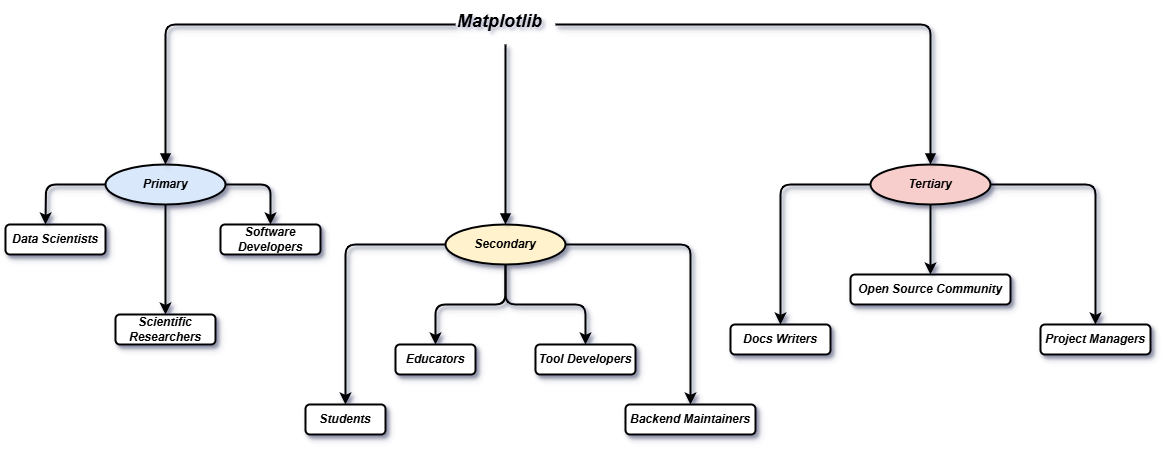 Matplotlib
Primary
Data Scientists
Software
Developers
Scientific
Researchers
Secondary
Educators
Tool Developers
Students
Backend Maintainers
Tertiary
Open Source Community
Docs Writers
Project Managers